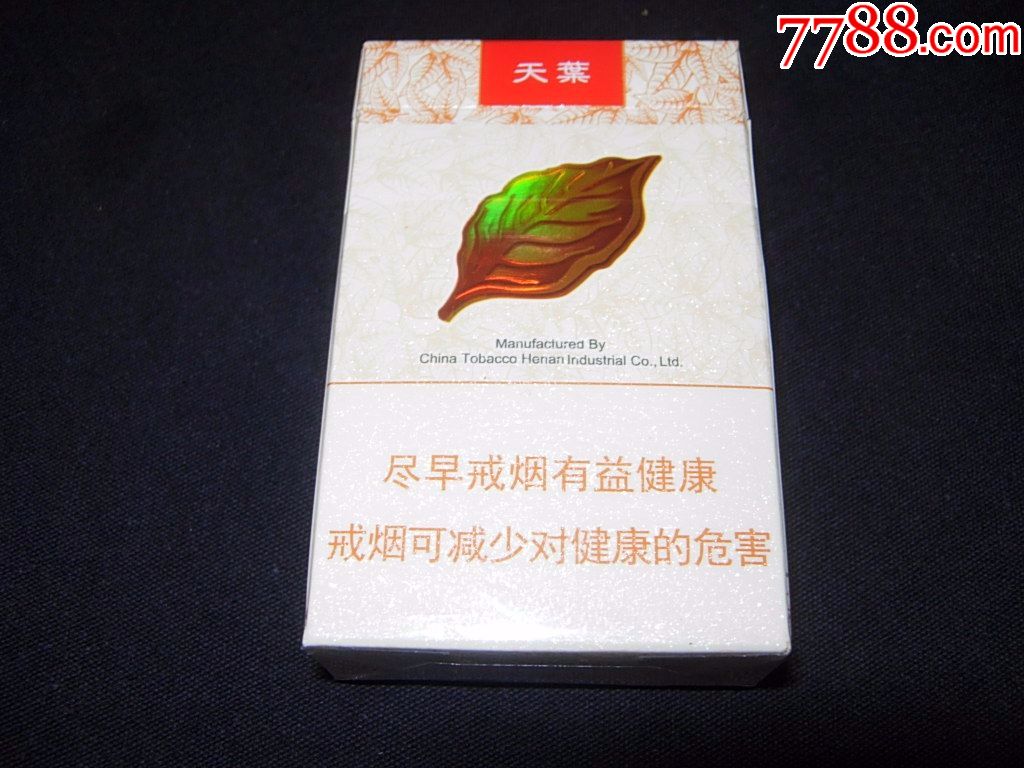 7788.com
天葉
Manufactured By
China Tobacco Henan Industrial Co., Ltd.
尽早戒烟有益健康
戒烟可减少对健康的危害